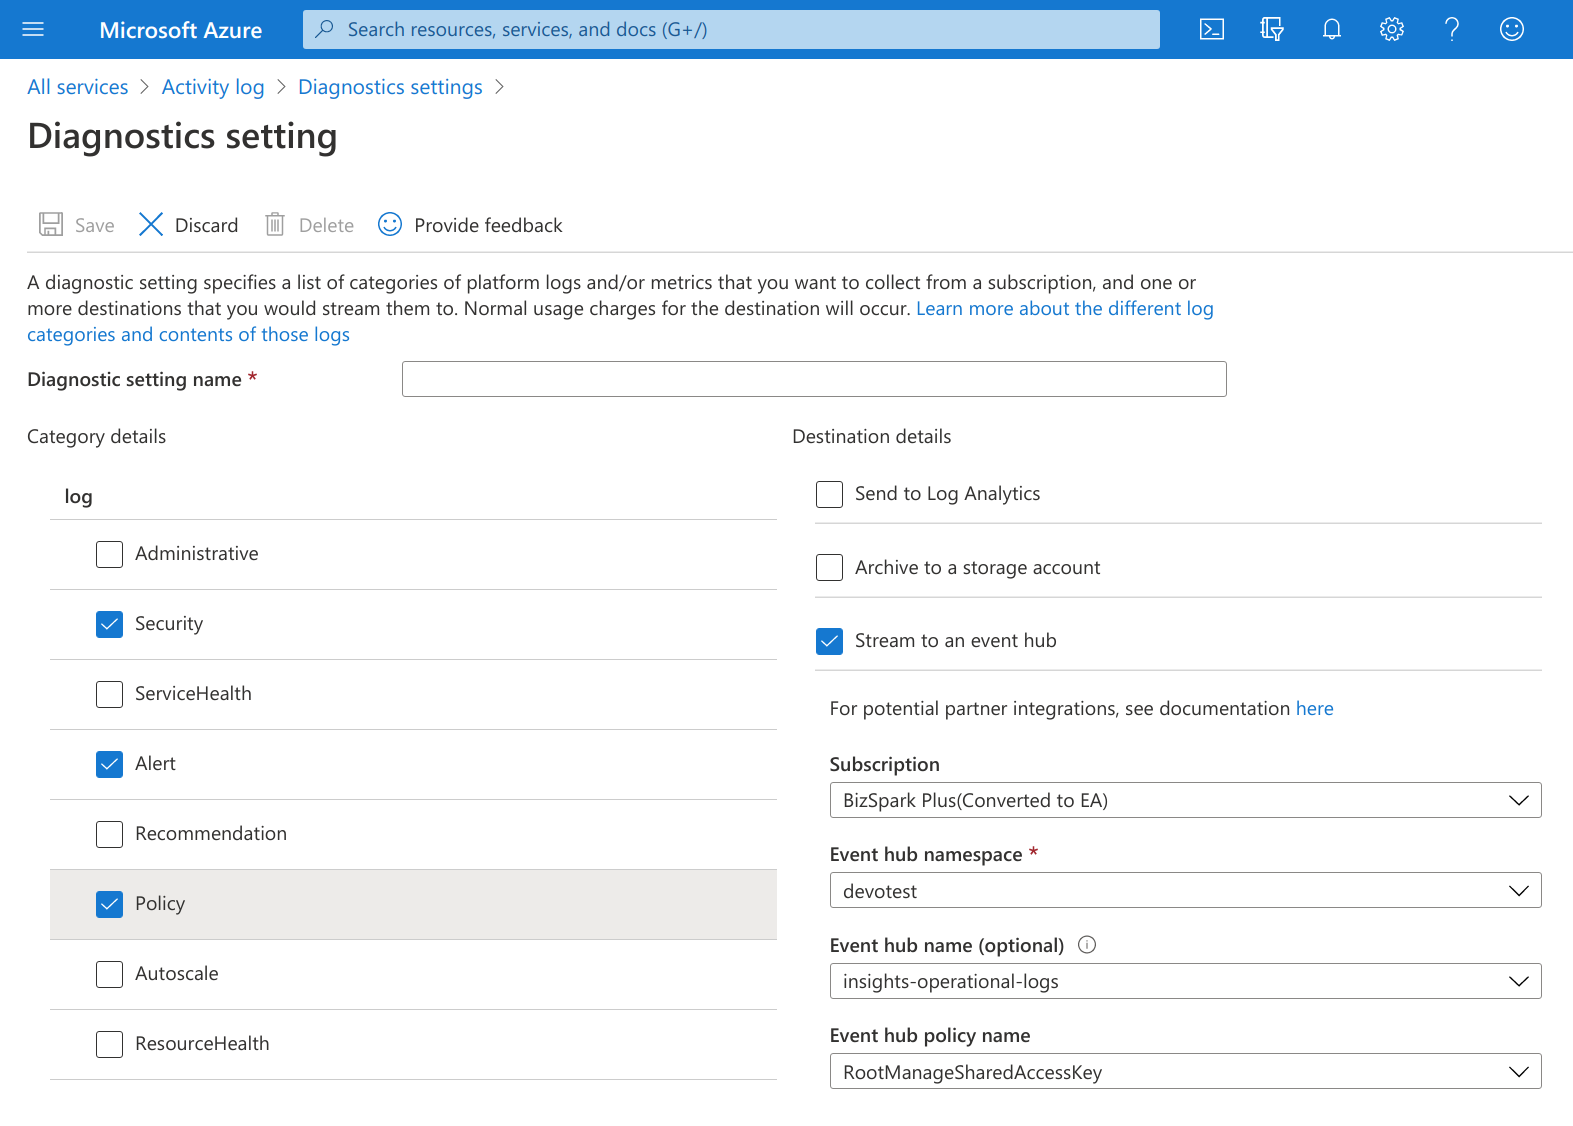 Microsoft Azure
Search resources, services, and docs (G+/)
All services > Activity log > Diagnostics settings >
Diagnostics setting
Save
Discard
Delete
Provide feedback
A diagnostic setting specifies a list of categories of platform logs and/or metrics that you want to collect from a subscription, and one or
more destinations that you would stream them to. Normal usage charges for the destination will occur. Learn more about the different log
categories and contents of those logs
Diagnostic setting name *
Category details
log
Administrative
Security
ServiceHealth
Alert
Recommendation
Policy
Autoscale
ResourceHealth
Destination details
Send to Log Analytics
Archive to a storage account
Stream to an event hub
For potential partner integrations, see documentation here
Subscription
BizSpark Plus(Converted to EA)
Event hub namespace *
devotest
Event hub name (optional)
insights-operational-logs
Event hub policy name
RootManageSharedAccessKey